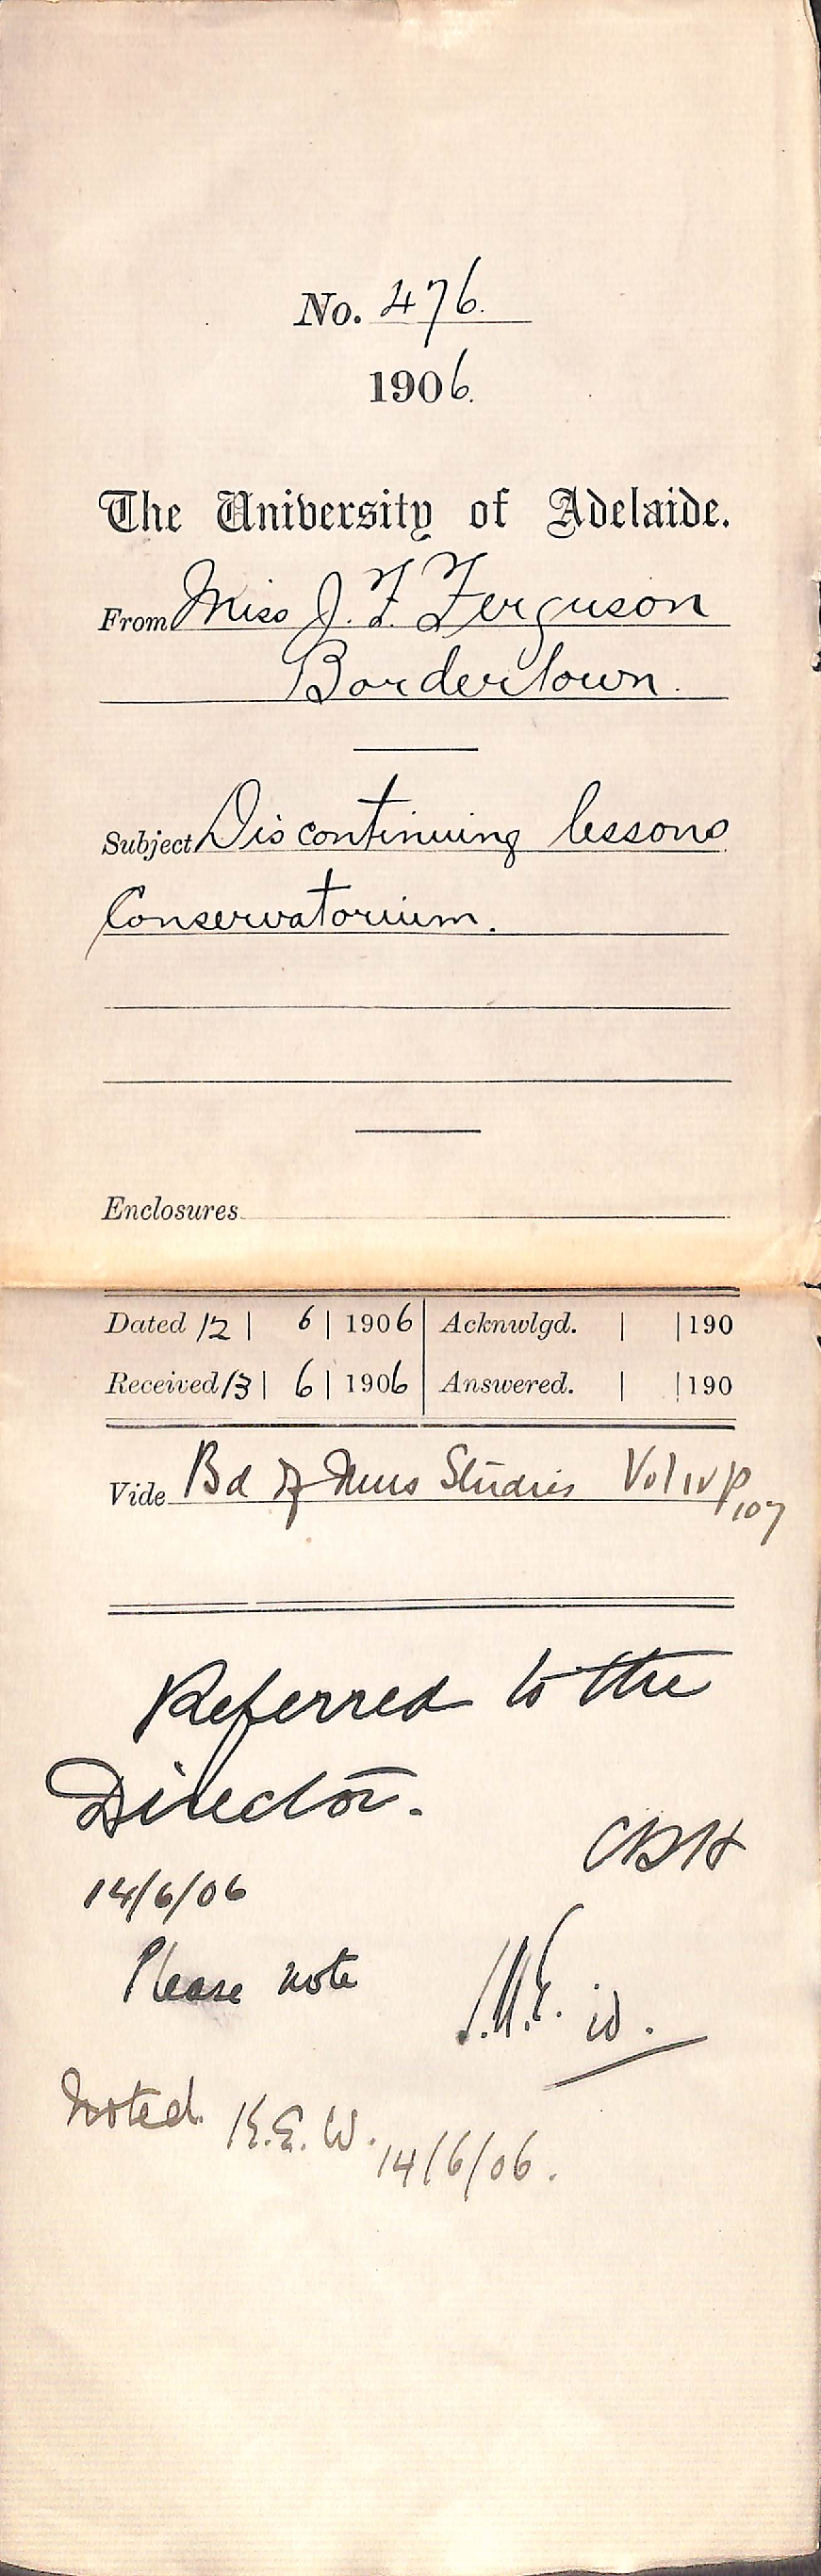 No. 476.
1906.
The University of Adelaide.
From Miss J. F. Ferguson
Bordertown.
Subject Discontinuing lessons
Conservatorium.
Enclosures
Dated 12 | 6 | 1906 | Acknwlgd. | | 190
Received 13 | 6 | 1906 | Answered. | | 190
Vide Bd of Mus Studies Vol IV p 107
Referred to the
Director.
CRH
14/6/06
Please note
Noted. K.E.W. 14/6/06.